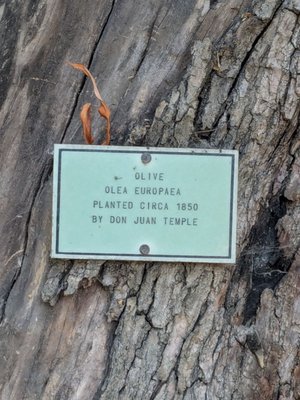 OLIVE
OLEA EUROPAEA
PLANTED CIRCA 1850
BY DON JUAN TEMPLE